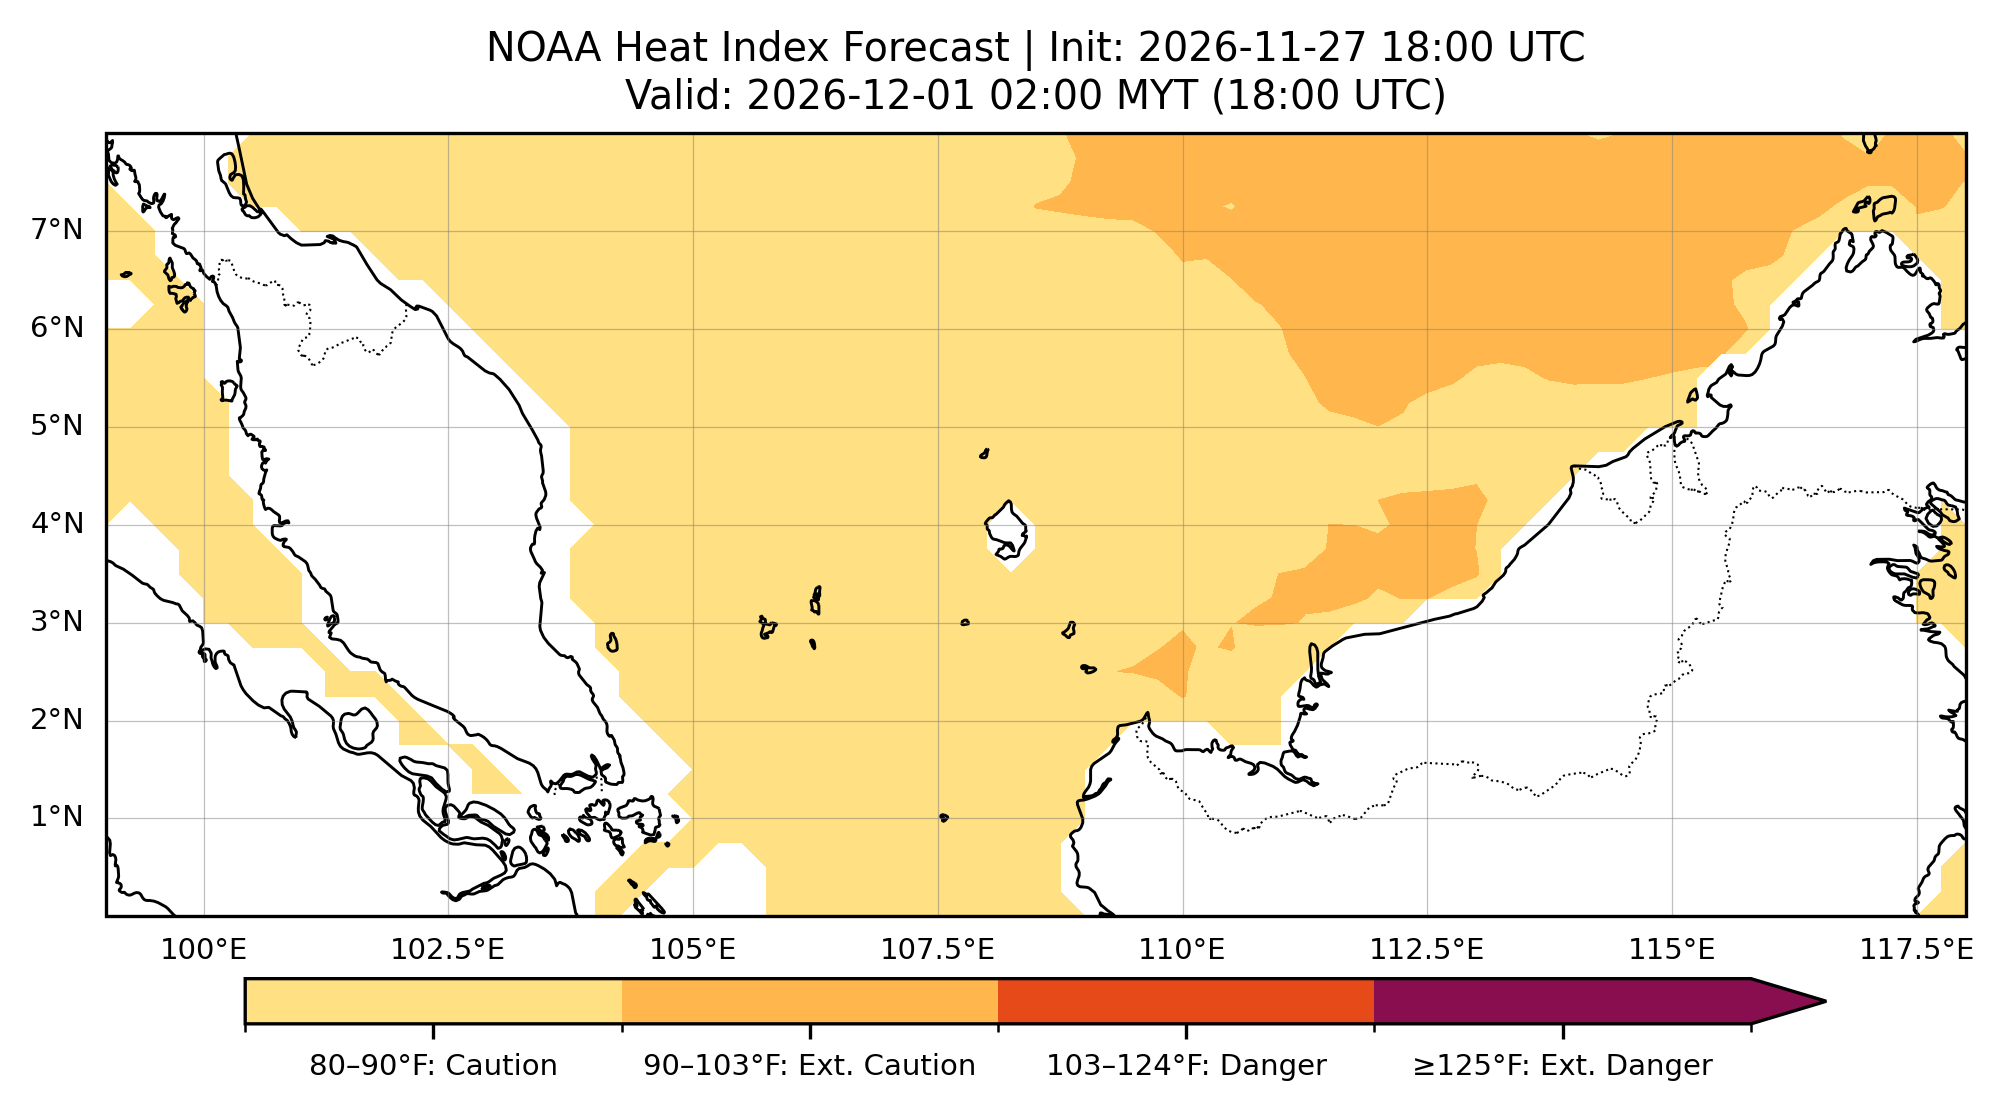 NOAA Heat Index Forecast | Init: 2026-11-27 18:00 UTC
Valid: 2026-12-01 02:00 MYT (18:00 UTC)
7°N
6°N
5°N
4°N
3°N
2°N
1°N
100°E 102.5°E 105°E 107.5°E 110°E 112.5°E 115°E 117.5°E
80–90°F: Caution 90–103°F: Ext. Caution 103–124°F: Danger ≥125°F: Ext. Danger